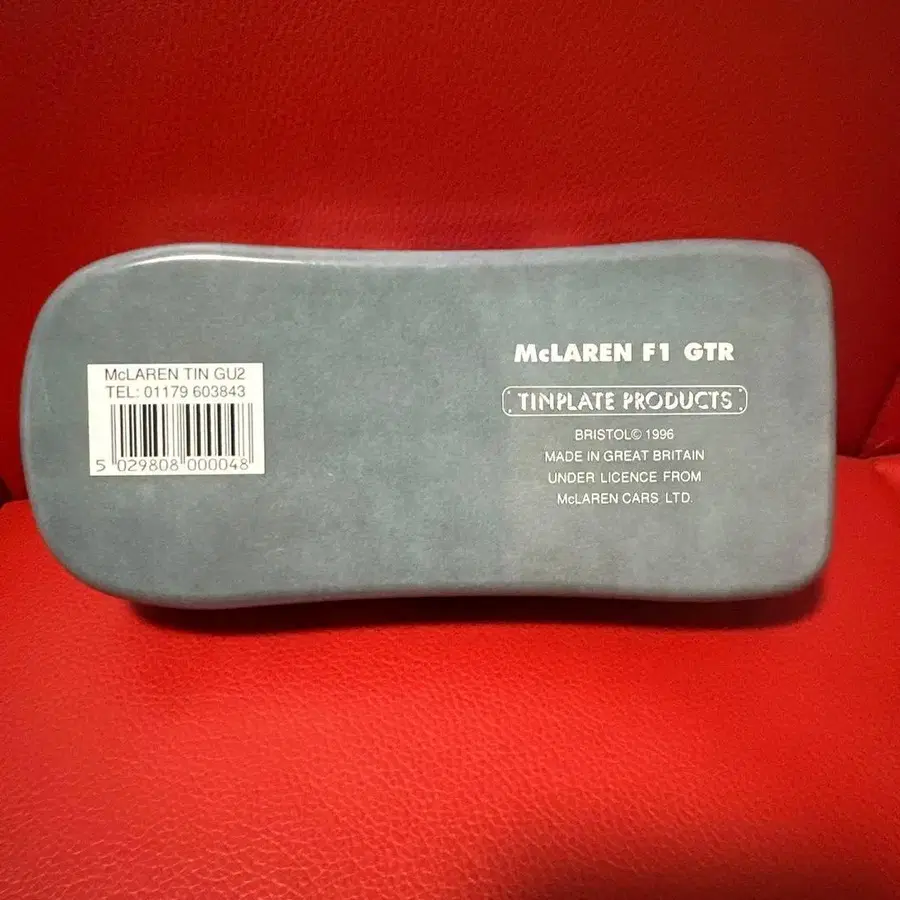 McLAREN TIN GU2
TEL: 01179 603843
5 029808 000048
McLAREN F1 GTR
TINPLATE PRODUCTS
BRISTOL© 1996
MADE IN GREAT BRITAIN
UNDER LICENCE FROM
McLAREN CARS LTD.